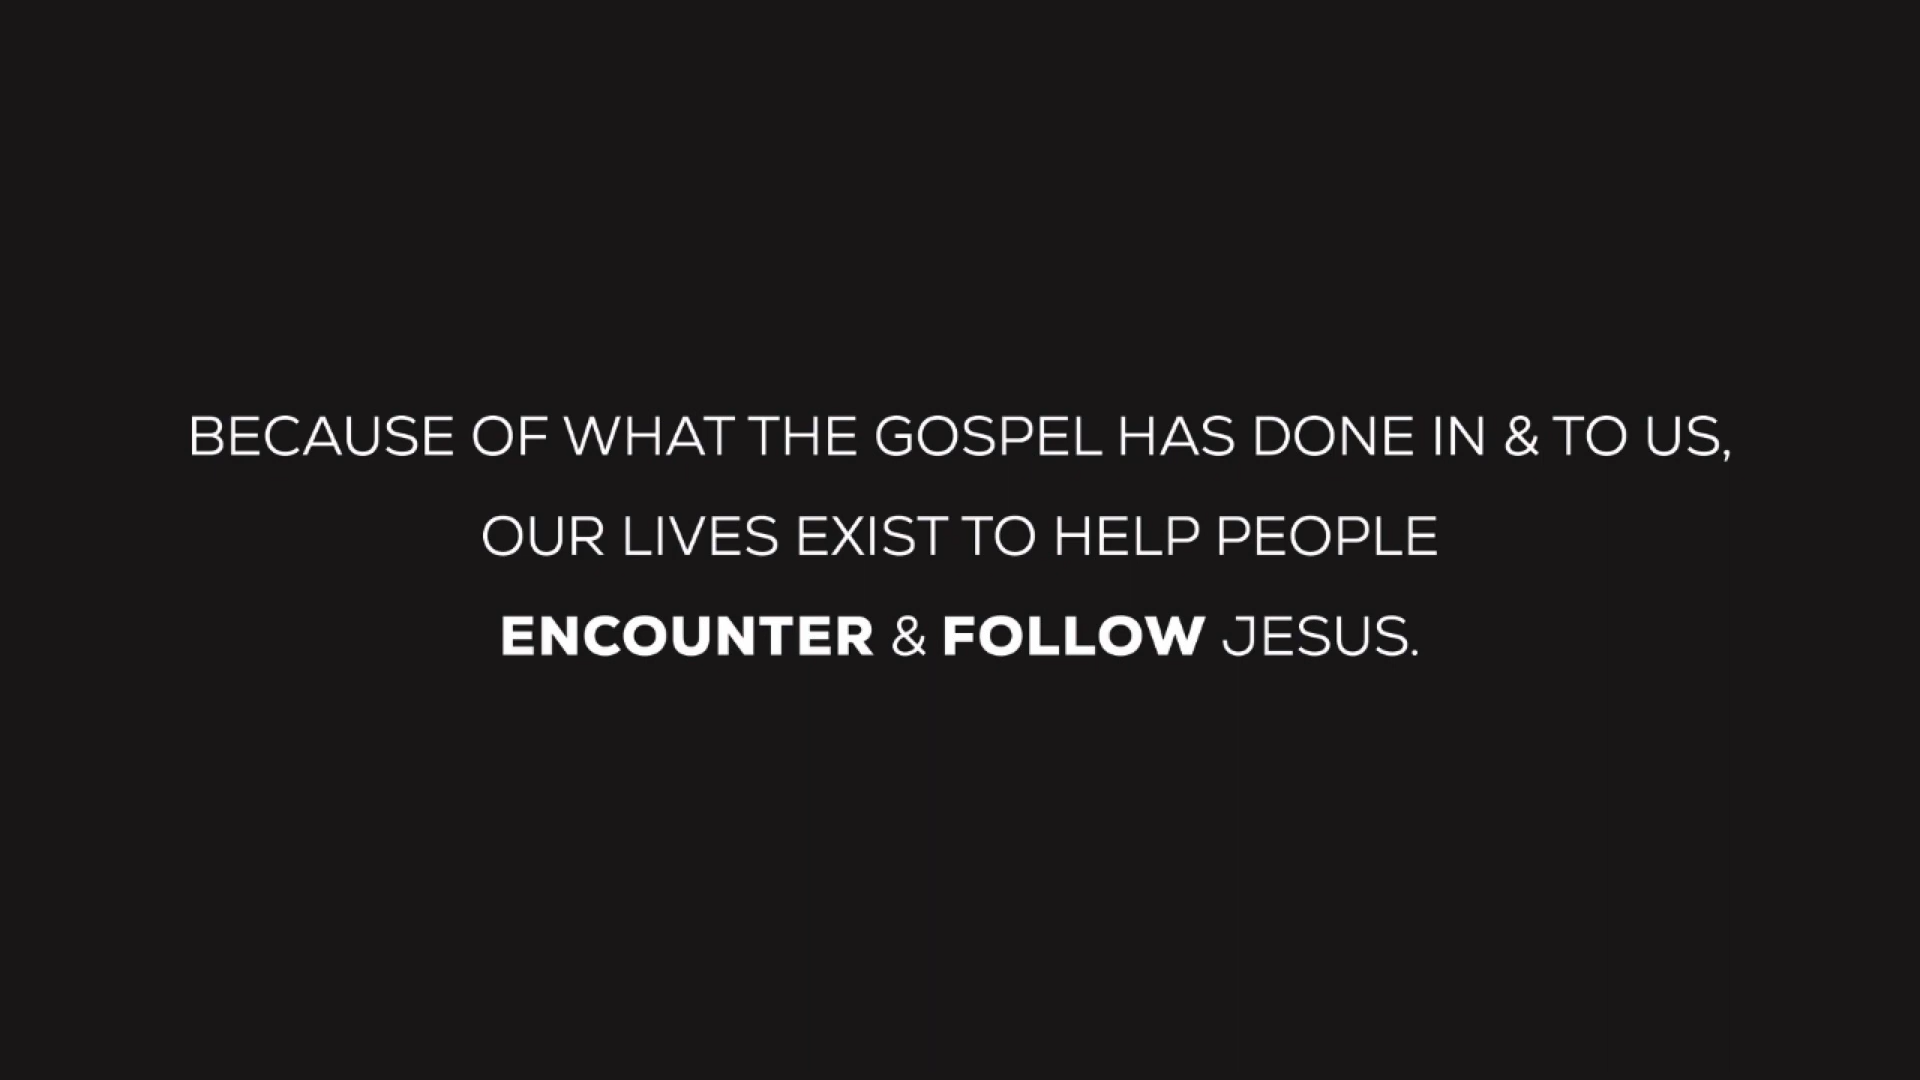 BECAUSE OF WHAT THE GOSPEL HAS DONE IN & TO US,
OUR LIVES EXIST TO HELP PEOPLE
ENCOUNTER & FOLLOW JESUS.